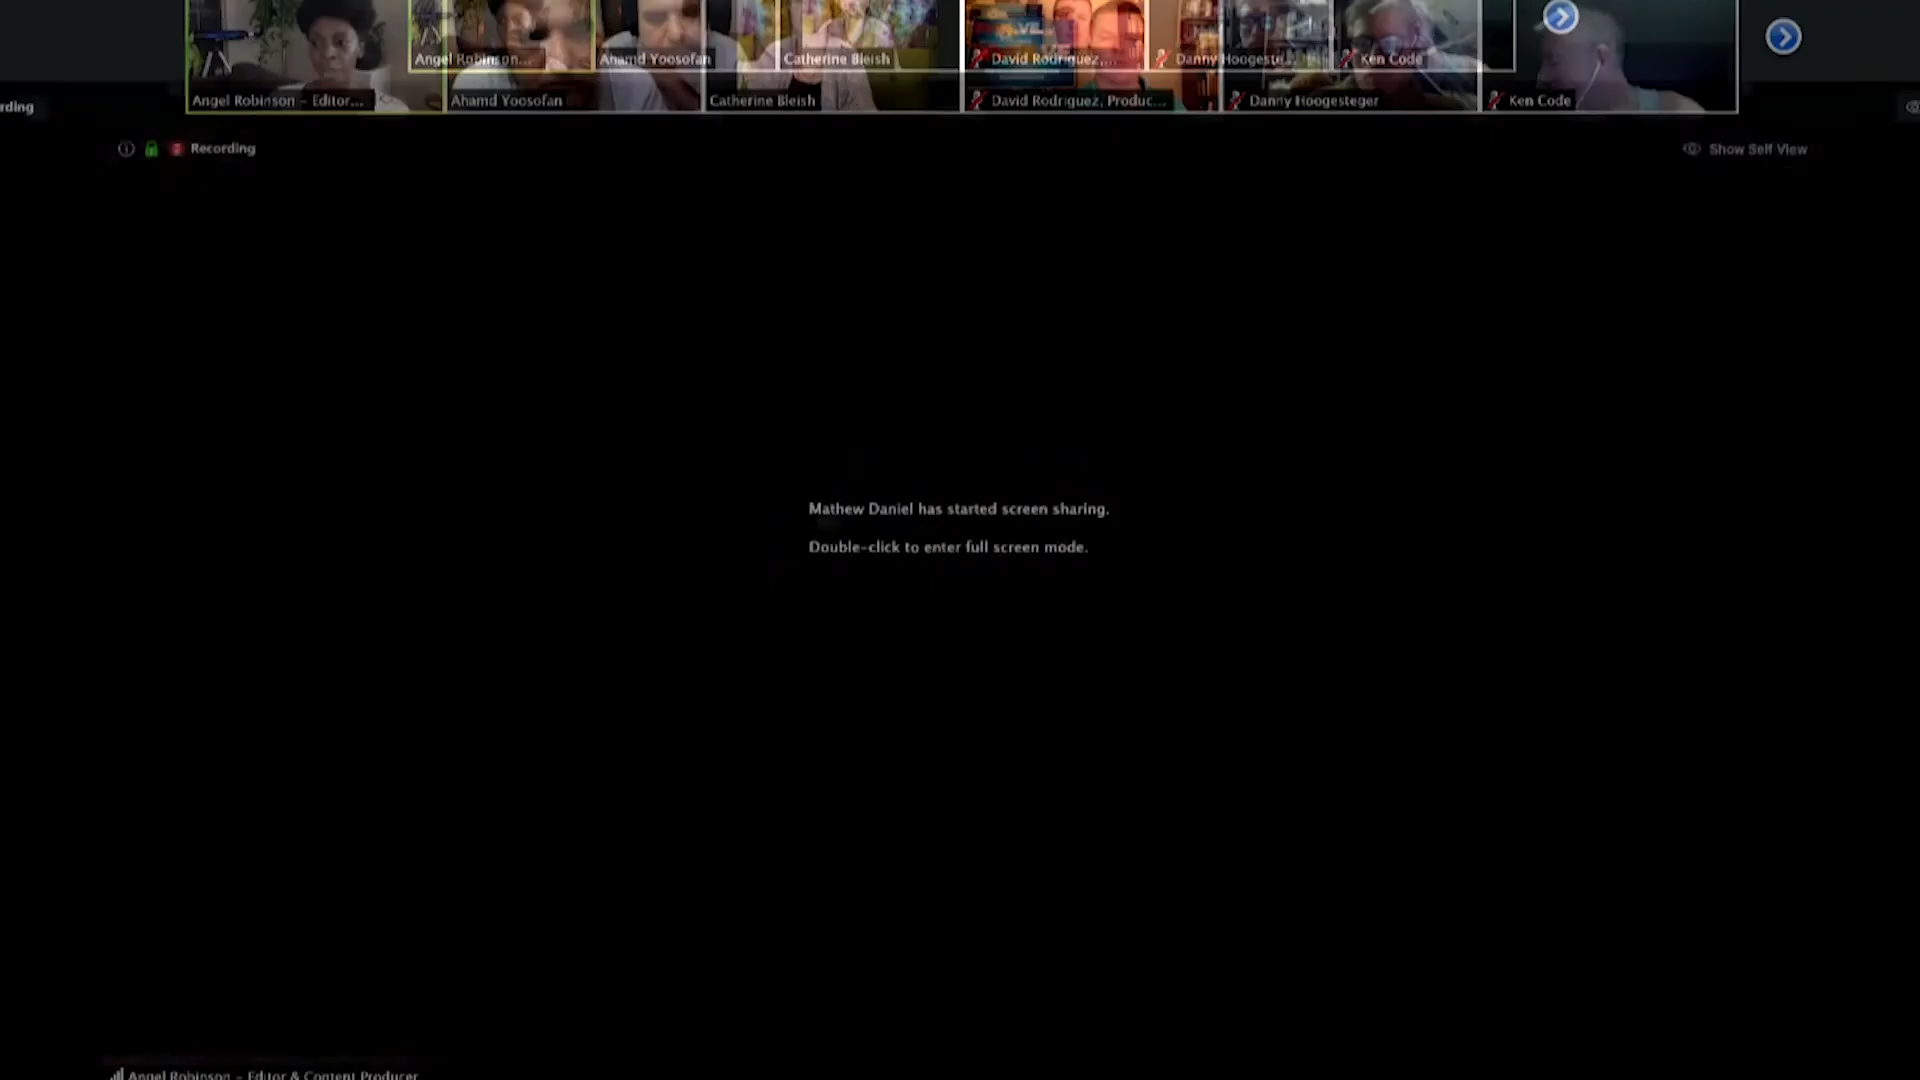 Angel Robinson...
Ahamd Yoosofan
Catherine Bleish
David Rodriguez,...
Danny Hoogeste...
Ken Code
Angel Robinson - Editor...
Ahamd Yoosofan
Catherine Bleish
David Rodriguez, Produc...
Danny Hoogesteger
Ken Code
rding
Recording
Show Self View
Mathew Daniel has started screen sharing.
Double-click to enter full screen mode.
Angel Robinson - Editor & Content Producer